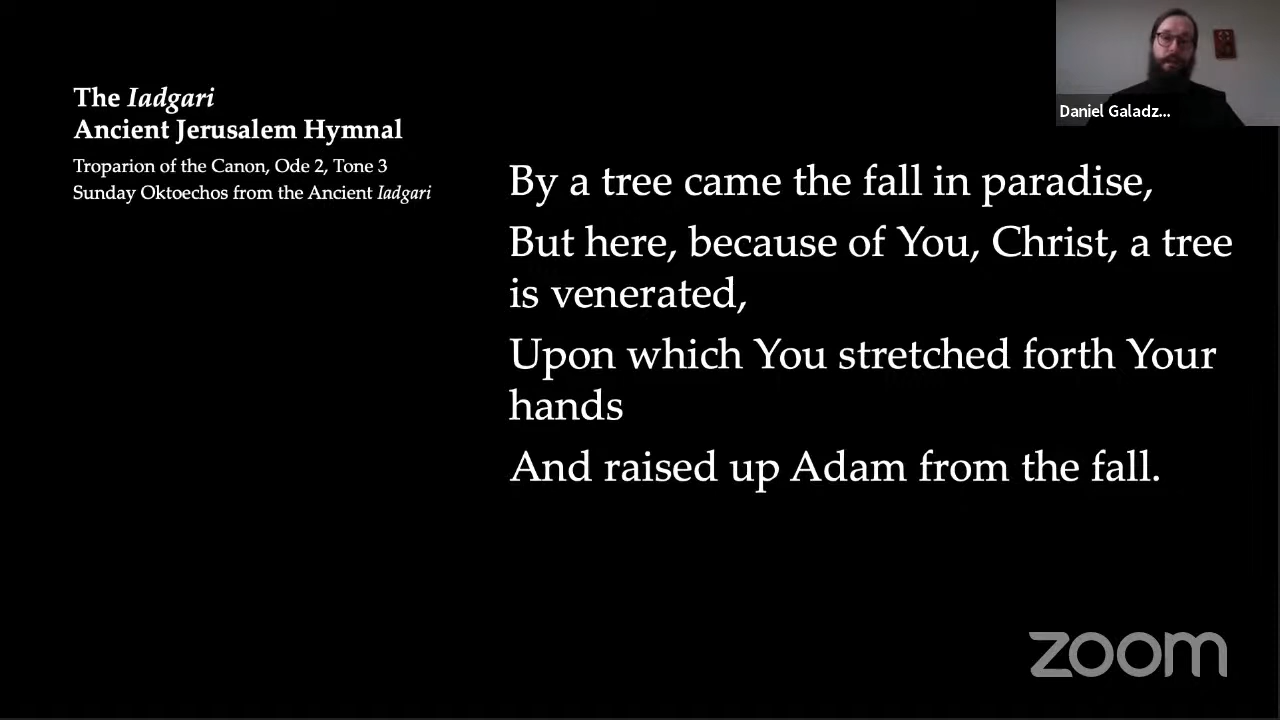 The Iadgari
Ancient Jerusalem Hymnal
Troparion of the Canon, Ode 2, Tone 3
Sunday Oktoechos from the Ancient Iadgari
By a tree came the fall in paradise,
But here, because of You, Christ, a tree
is venerated,
Upon which You stretched forth Your
hands
And raised up Adam from the fall.
Daniel Galadz...
zoom